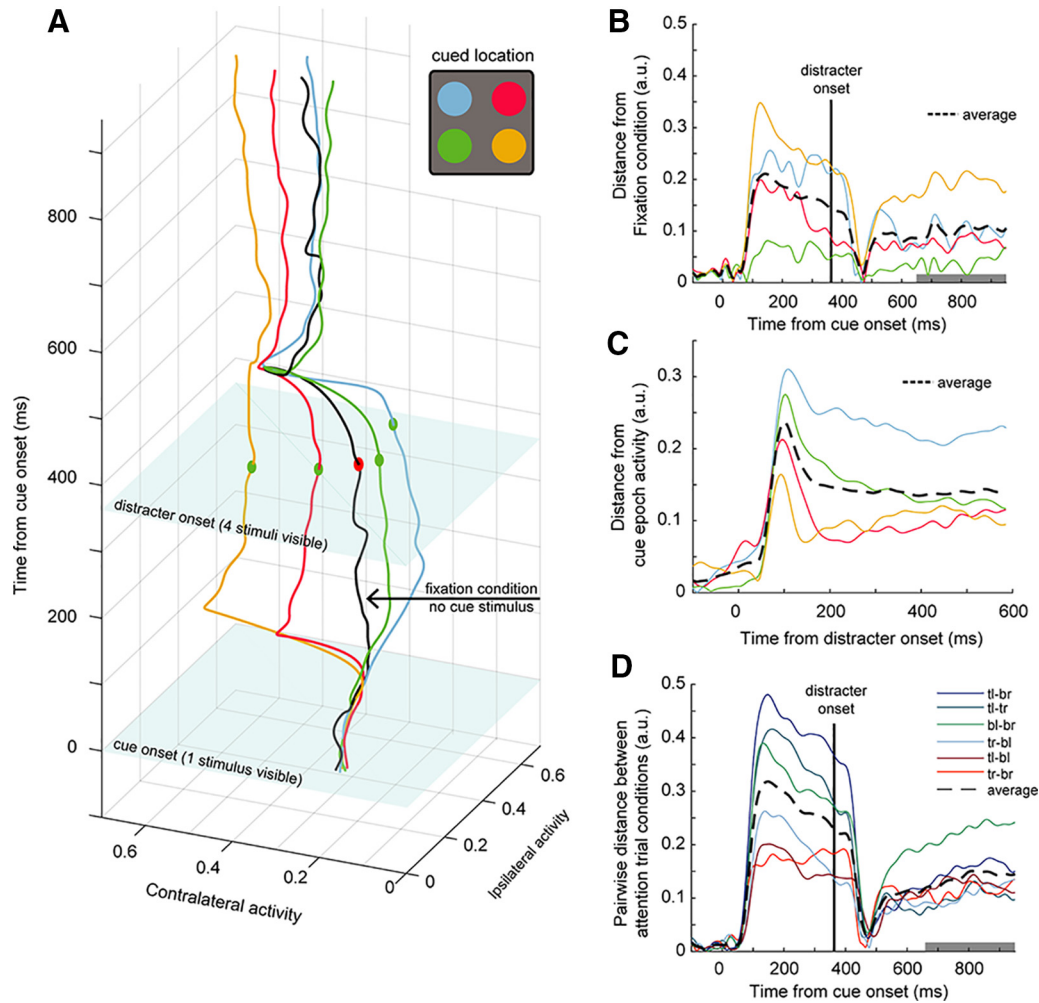 A
cued location
800
600
400
200
0
Time from cue onset (ms)
distracter onset (4 stimuli visible)
fixation condition
no cue stimulus
cue onset (1 stimulus visible)
0.6
0.4
0.2
0
Contralateral activity
0
0.2
0.4
0.6
Ipsilateral activity
B
0.5
0.4
0.3
0.2
0.1
0
Distance from
Fixation condition (a.u.)
distracter
onset
average
0
200
400
600
800
Time from cue onset (ms)
C
0.3
0.2
0.1
0
Distance from
cue epoch activity (a.u.)
average
0
200
400
600
Time from distracter onset (ms)
D
0.5
0.4
0.3
0.2
0.1
0
Pairwise distance between
attention trial conditions (a.u.)
distracter
onset
tl-br
tl-tr
bl-br
tr-bl
tl-bl
tr-br
average
0
200
400
600
800
Time from cue onset (ms)